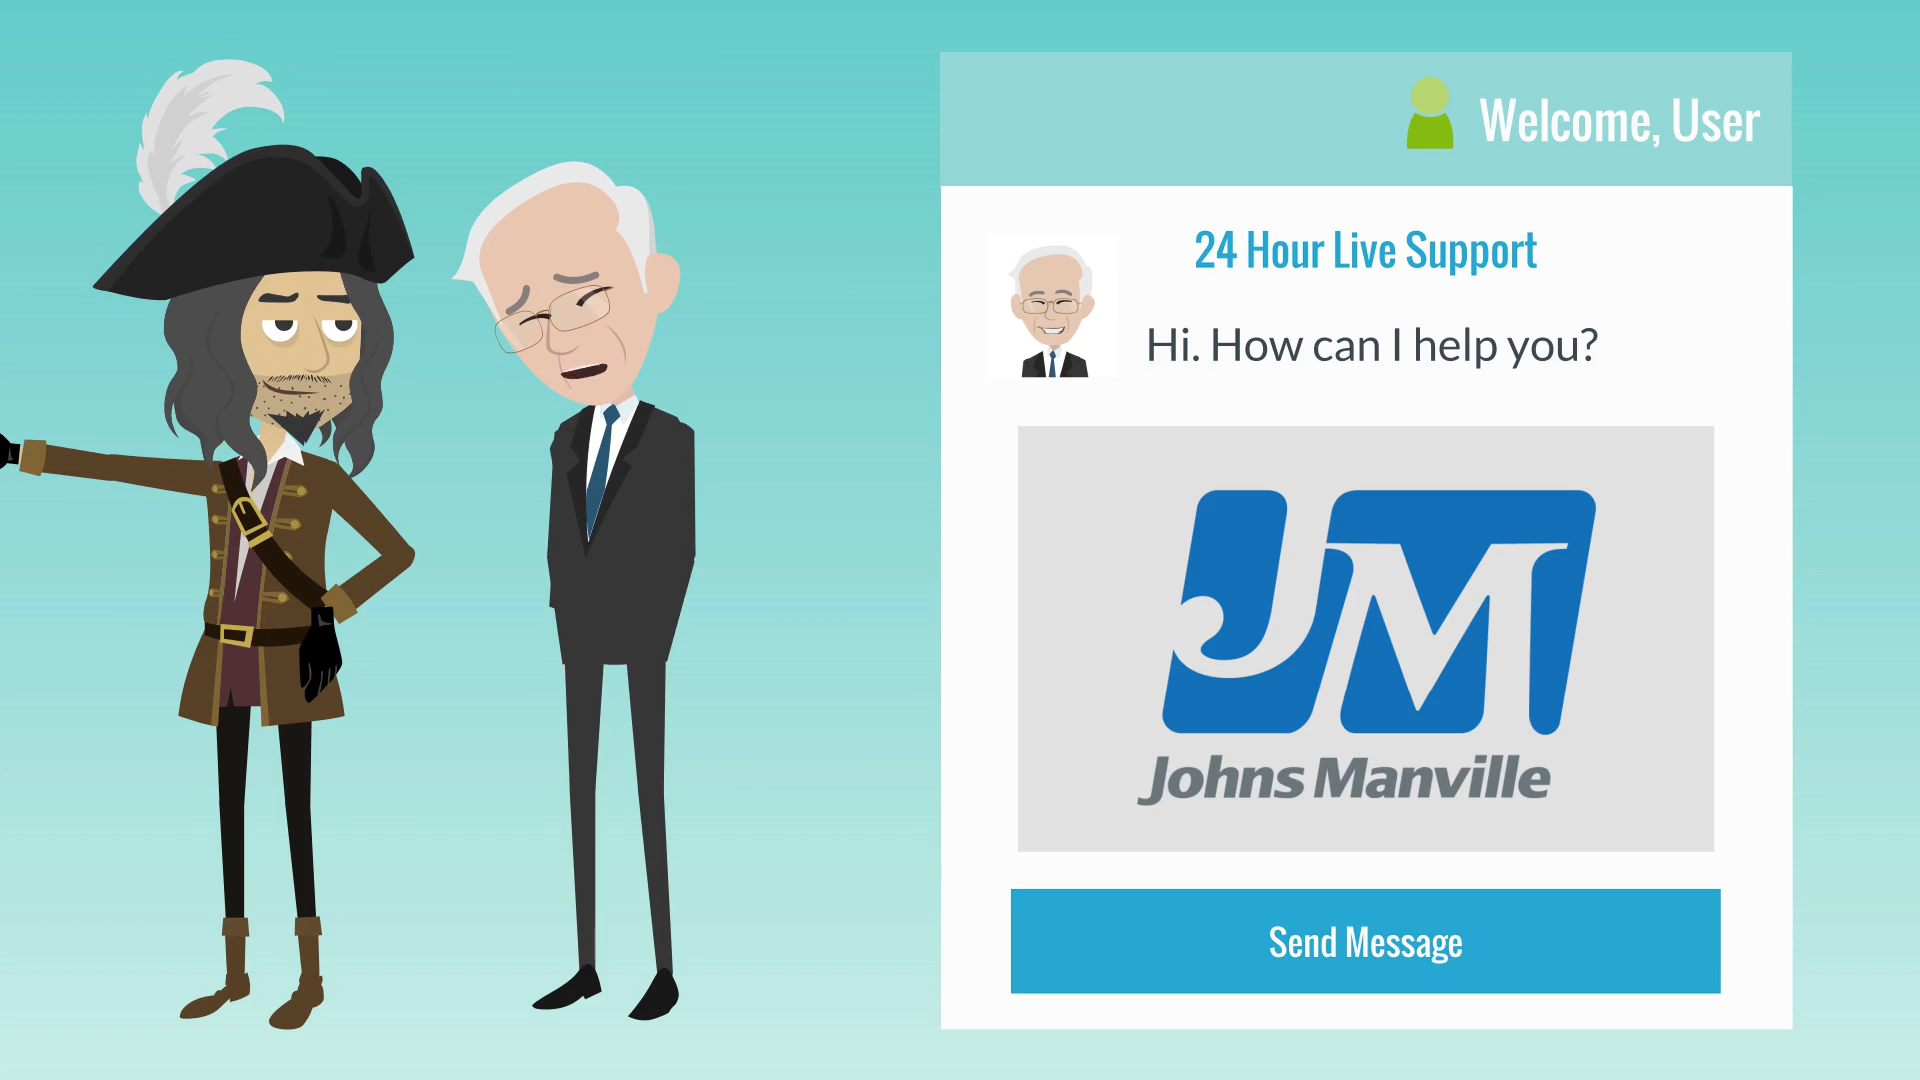 Welcome, User
24 Hour Live Support
Hi. How can I help you?
JM
Johns Manville
Send Message